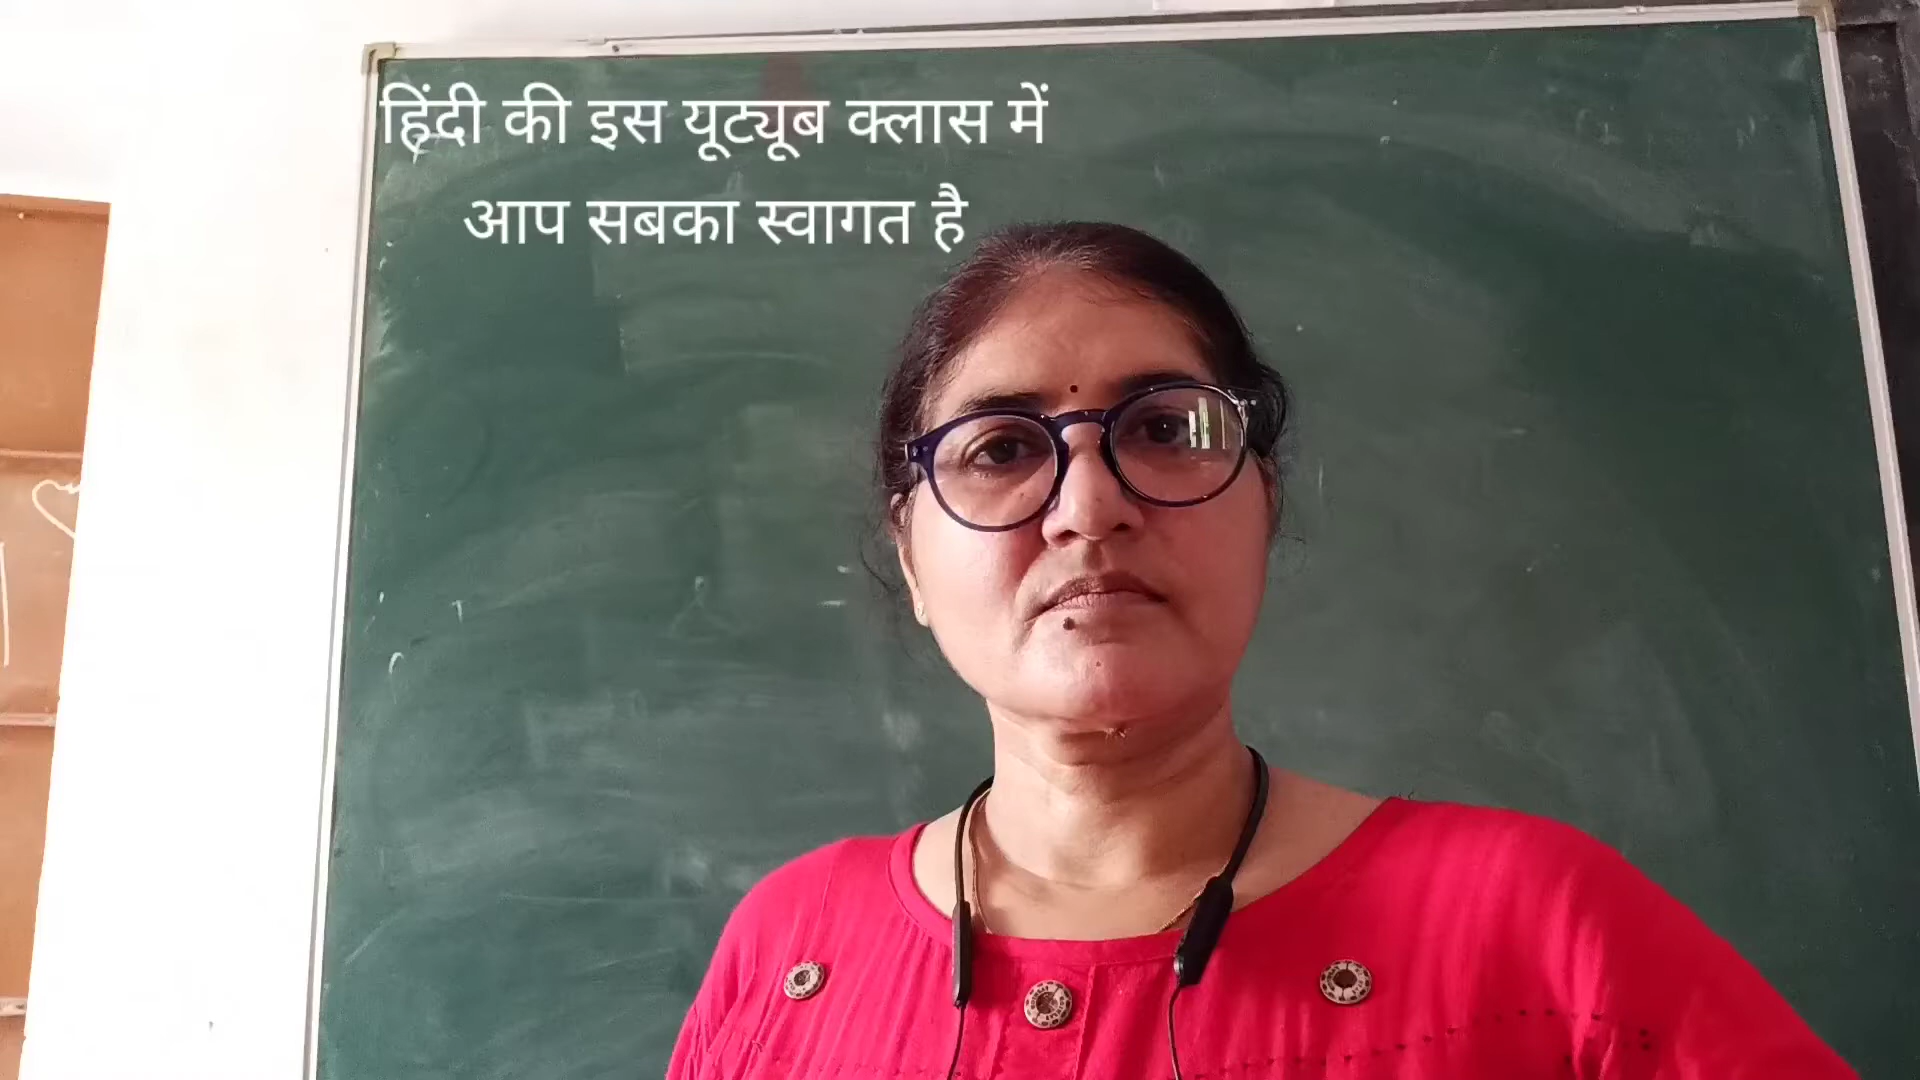 हिंदी की इस यूट्यूब क्लास में
आप सबका स्वागत है